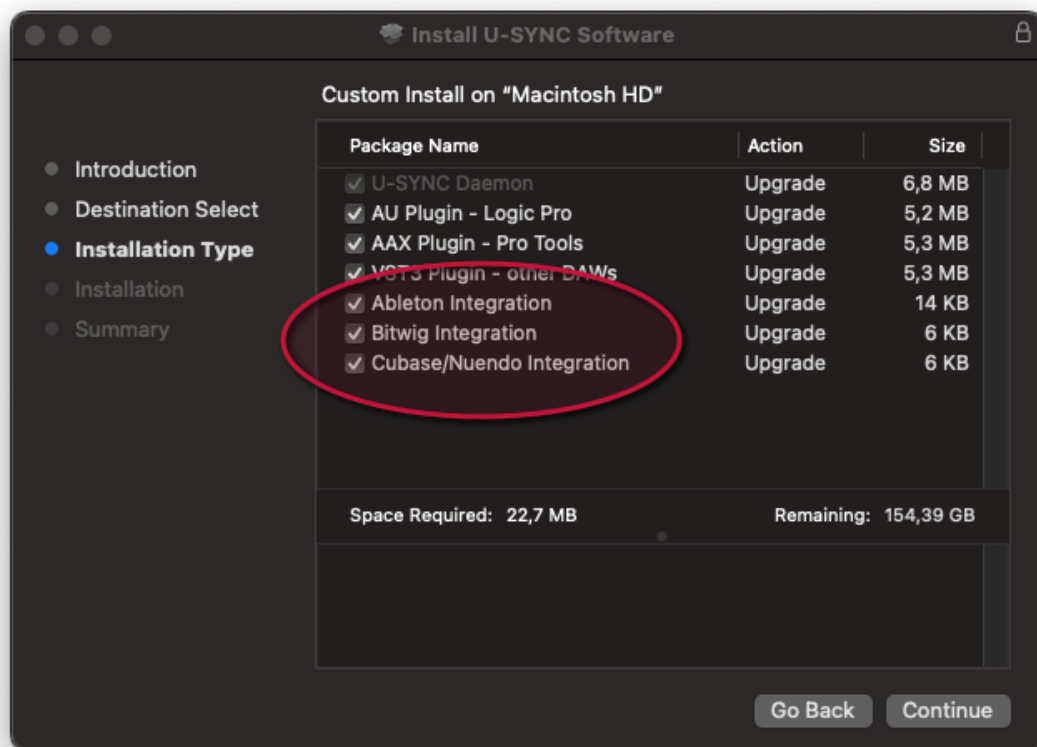 Install U-SYNC Software
Custom Install on “Macintosh HD”
Introduction
Destination Select
Installation Type
Installation
Summary
Package Name Action Size
U-SYNC Daemon Upgrade 6,8 MB
AU Plugin - Logic Pro Upgrade 5,2 MB
AAX Plugin - Pro Tools Upgrade 5,3 MB
VST3 Plugin - other DAWs Upgrade 5,3 MB
Ableton Integration Upgrade 14 KB
Bitwig Integration Upgrade 6 KB
Cubase/Nuendo Integration Upgrade 6 KB
Space Required: 22,7 MB Remaining: 154,39 GB
Go Back Continue